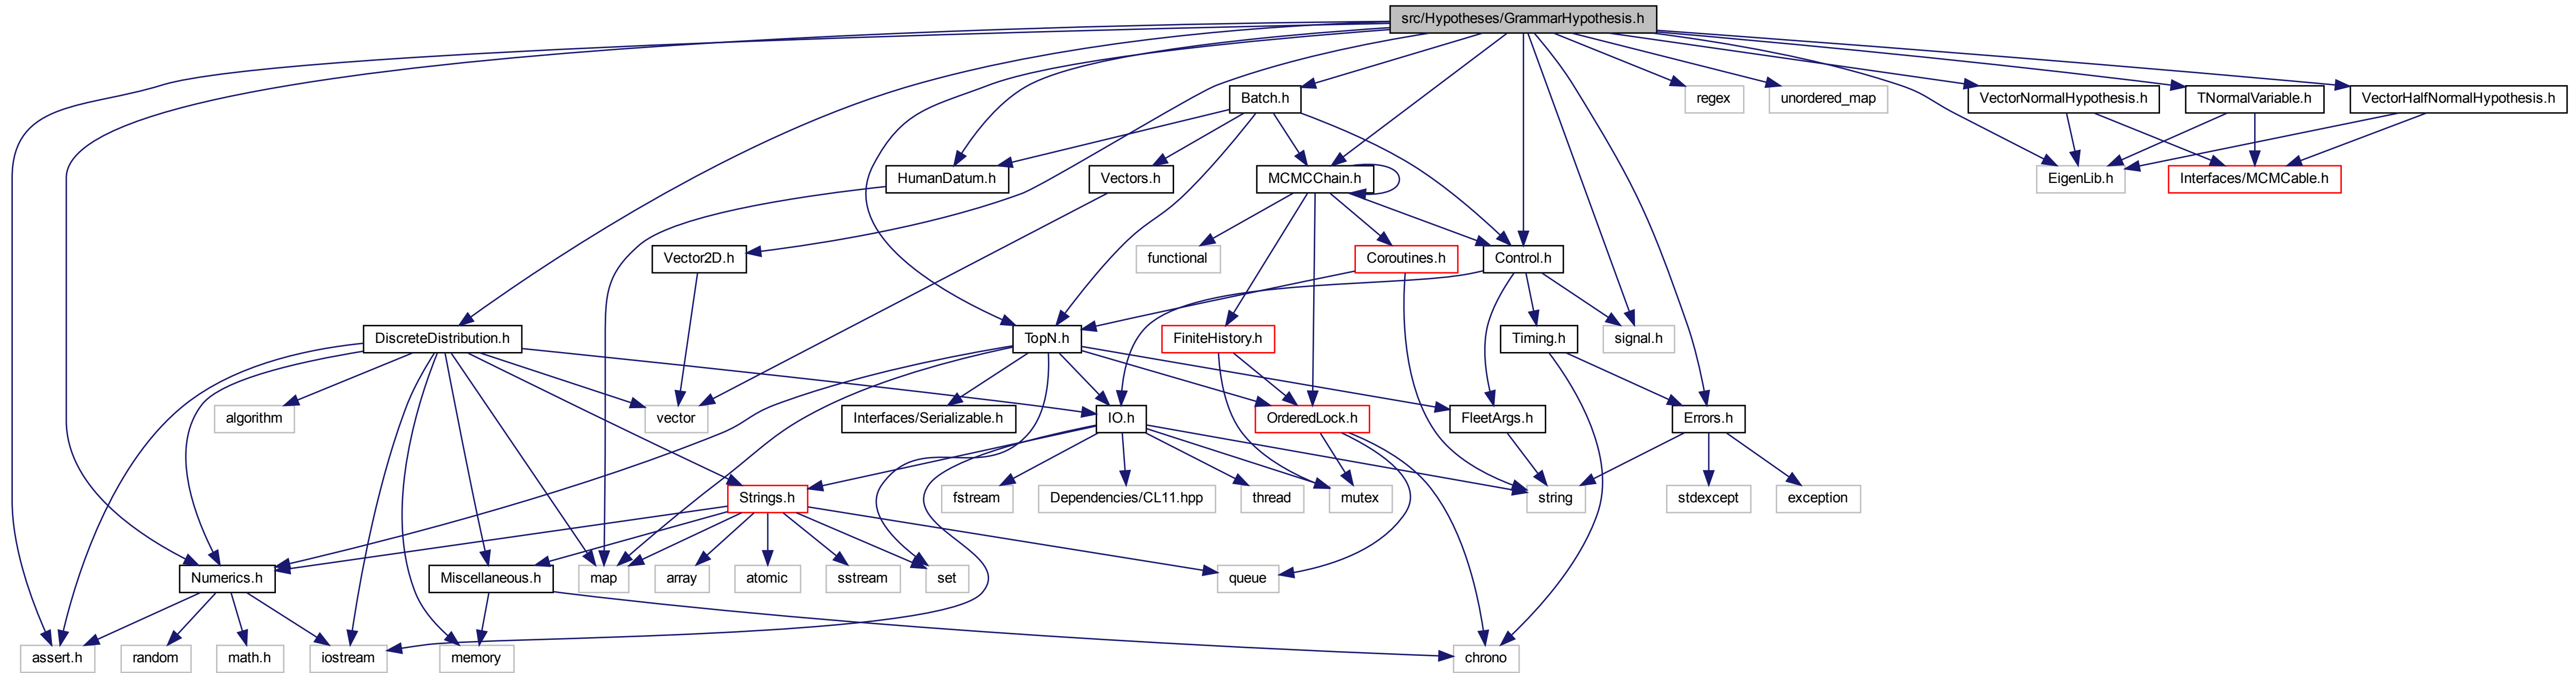 src/Hypotheses/GrammarHypothesis.h
Batch.h
regex
unordered_map
VectorNormalHypothesis.h
TNormalVariable.h
VectorHalfNormalHypothesis.h
HumanDatum.h
Vectors.h
MCMCChain.h
EigenLib.h
Interfaces/MCMCable.h
Vector2D.h
functional
Coroutines.h
Control.h
DiscreteDistribution.h
TopN.h
FiniteHistory.h
Timing.h
signal.h
algorithm
vector
Interfaces/Serializable.h
IO.h
OrderedLock.h
FleetArgs.h
Errors.h
Strings.h
fstream
Dependencies/CL11.hpp
thread
mutex
string
stdexcept
exception
Numerics.h
Miscellaneous.h
map
array
atomic
sstream
set
queue
assert.h
random
math.h
iostream
memory
chrono